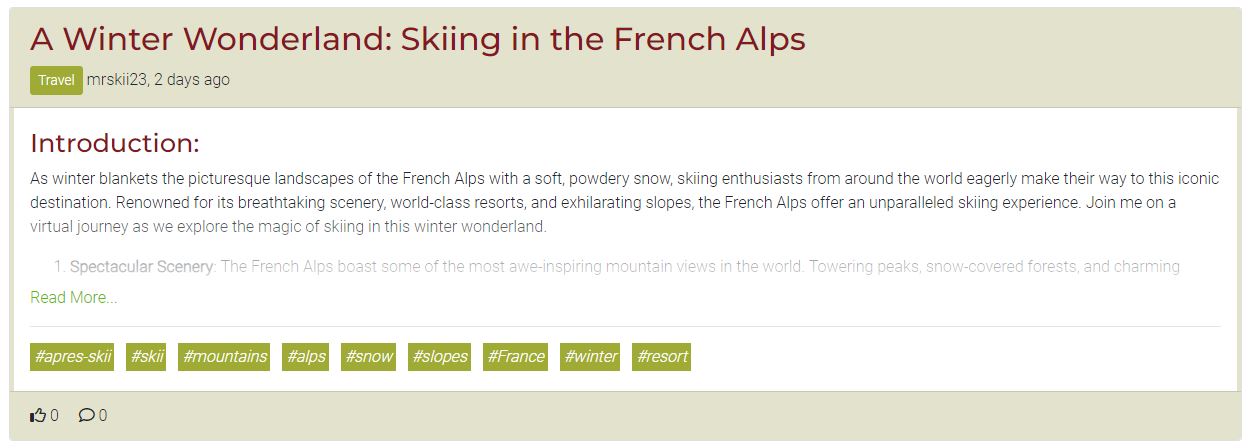 A Winter Wonderland: Skiing in the French Alps
Travel mrskii23, 2 days ago
Introduction:
As winter blankets the picturesque landscapes of the French Alps with a soft, powdery snow, skiing enthusiasts from around the world eagerly make their way to this iconic
destination. Renowned for its breathtaking scenery, world-class resorts, and exhilarating slopes, the French Alps offer an unparalleled skiing experience. Join me on a
virtual journey as we explore the magic of skiing in this winter wonderland.
1. Spectacular Scenery: The French Alps boast some of the most awe-inspiring mountain views in the world. Towering peaks, snow-covered forests, and charming
Read More...
#apres-skii #skii #mountains #alps #snow #slopes #France #winter #resort
0 0